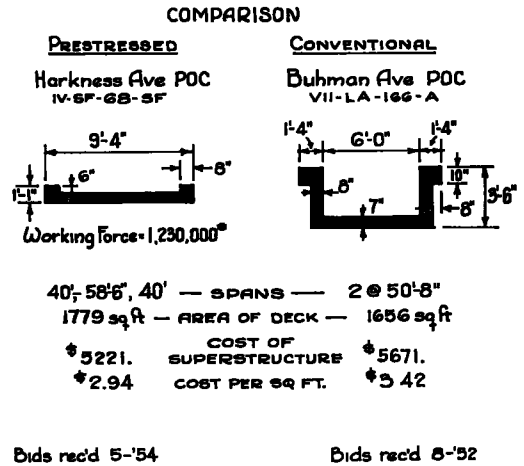 COMPARISON
PRESTRESSED CONVENTIONAL
Harkness Ave POC Buhman Ave POC
IV-SF-68-SF VII-LA-166-A
9'-4" 1'-4" 6'-0" 1'-4"
6" 8" 10"
1'-1" 8" 7" 8" 3'-6"
Working Force = 1,230,000#
40', 58'6", 40' — SPANS — 2 @ 50'-8"
1779 sq ft — AREA OF DECK — 1656 sq ft
$5221. COST OF SUPERSTRUCTURE $5671.
$2.94 COST PER SQ FT. $3 42
Bids rec'd 5-'54 Bids rec'd 8-'52